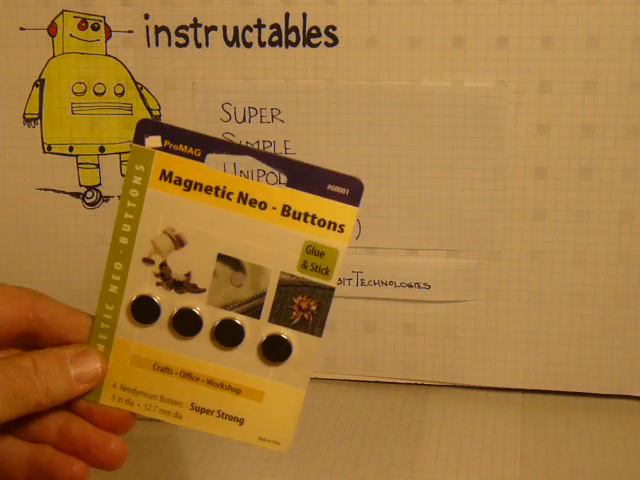 instructables
SUPER
SIMPLE
UNIPOL
)
BIT TECHNOLOGIES
ProMAG
#60001
Magnetic Neo - Buttons
NETIC NEO - BUTTONS
Glue
& Stick
Crafts • Office • Workshop
4 Neodymium Buttons - Super Strong
.5 in dia • 12.7 mm dia